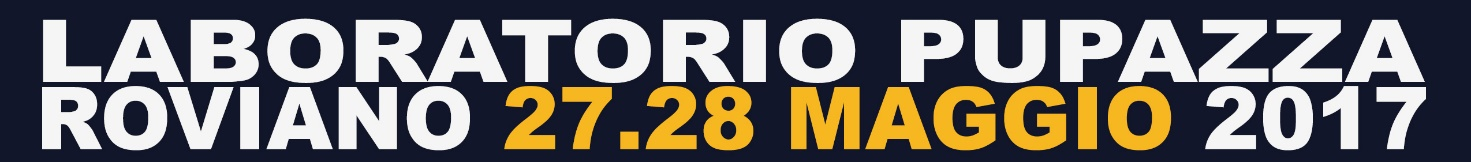 LABORATORIO PUPAZZA
ROVIANO 27.28 MAGGIO 2017